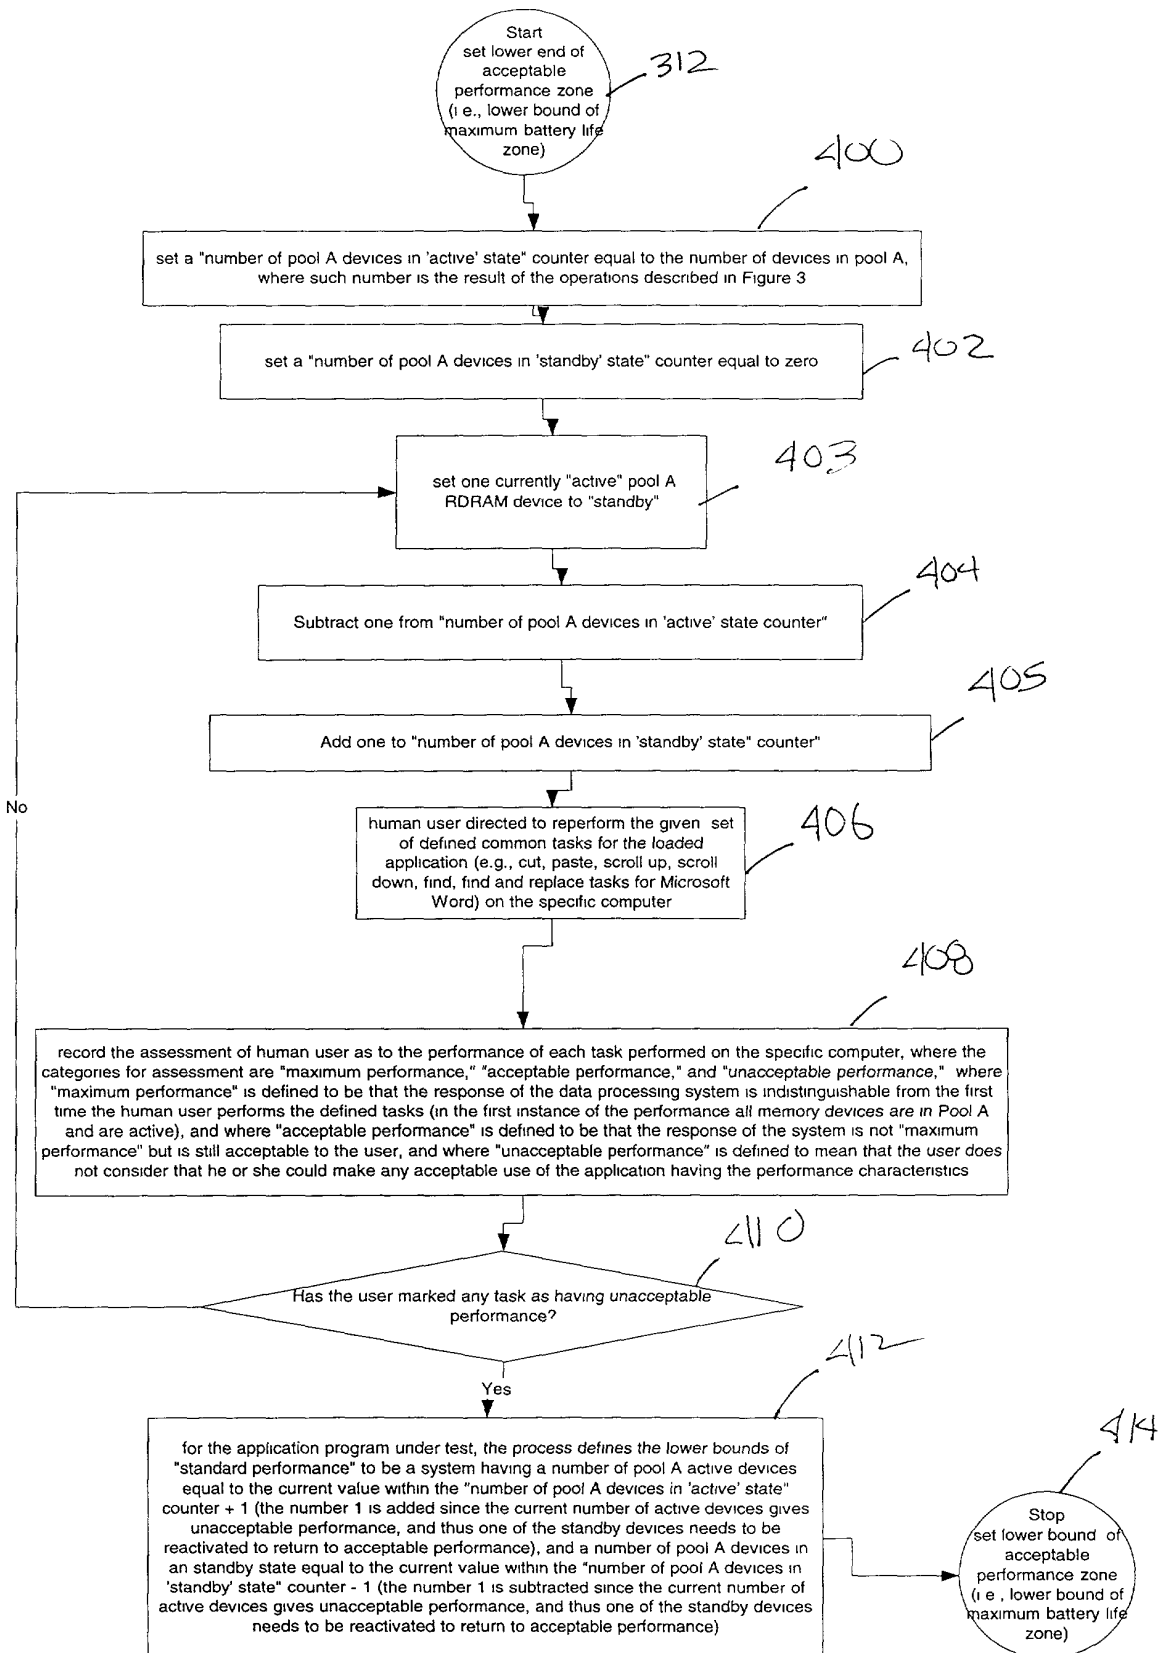 Start
set lower end of
acceptable
performance zone
(i e., lower bound of
maximum battery life
zone)
312
400
set a "number of pool A devices in 'active' state" counter equal to the number of devices in pool A,
where such number is the result of the operations described in Figure 3
set a "number of pool A devices in 'standby' state" counter equal to zero
402
403
set one currently "active" pool A
RDRAM device to "standby"
404
Subtract one from "number of pool A devices in 'active' state counter"
405
Add one to "number of pool A devices in 'standby' state" counter"
No
406
human user directed to reperform the given set
of defined common tasks for the loaded
application (e.g., cut, paste, scroll up, scroll
down, find, find and replace tasks for Microsoft
Word) on the specific computer
408
record the assessment of human user as to the performance of each task performed on the specific computer, where the
categories for assessment are "maximum performance," "acceptable performance," and "unacceptable performance," where
"maximum performance" is defined to be that the response of the data processing system is indistinguishable from the first
time the human user performs the defined tasks (in the first instance of the performance all memory devices are in Pool A
and are active), and where "acceptable performance" is defined to be that the response of the system is not "maximum
performance" but is still acceptable to the user, and where "unacceptable performance" is defined to mean that the user does
not consider that he or she could make any acceptable use of the application having the performance characteristics
410
Has the user marked any task as having unacceptable
performance?
Yes
412
for the application program under test, the process defines the lower bounds of
"standard performance" to be a system having a number of pool A active devices
equal to the current value within the "number of pool A devices in 'active' state"
counter + 1 (the number 1 is added since the current number of active devices gives
unacceptable performance, and thus one of the standby devices needs to be
reactivated to return to acceptable performance), and a number of pool A devices in
an standby state equal to the current value within the "number of pool A devices in
'standby' state" counter - 1 (the number 1 is subtracted since the current number of
active devices gives unacceptable performance, and thus one of the standby devices
needs to be reactivated to return to acceptable performance)
414
Stop
set lower bound of
acceptable
performance zone
(i e , lower bound of
maximum battery life
zone)